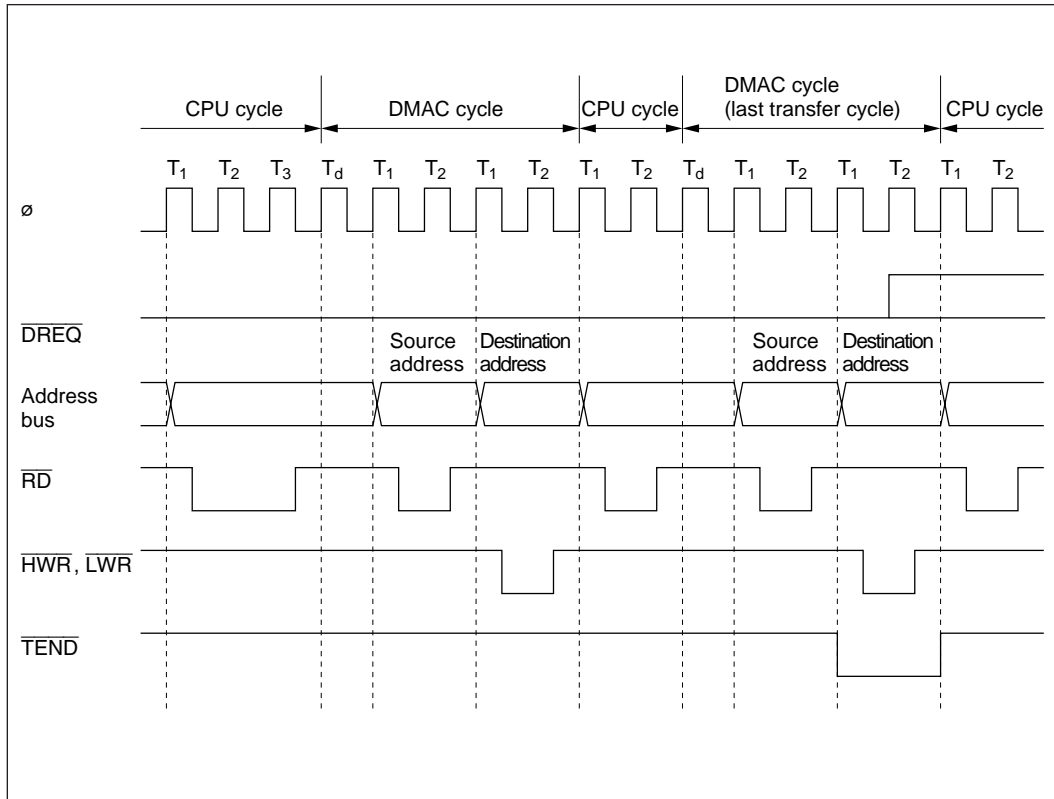 DMAC cycle
(last transfer cycle)
CPU cycle DMAC cycle CPU cycle CPU cycle
T1 T2 T3 Td T1 T2 T1 T2 T1 T2 Td T1 T2 T1 T2 T1 T2
ø
DREQ
Source address
Destination address
Source address
Destination address
Address bus
RD
HWR, LWR
TEND